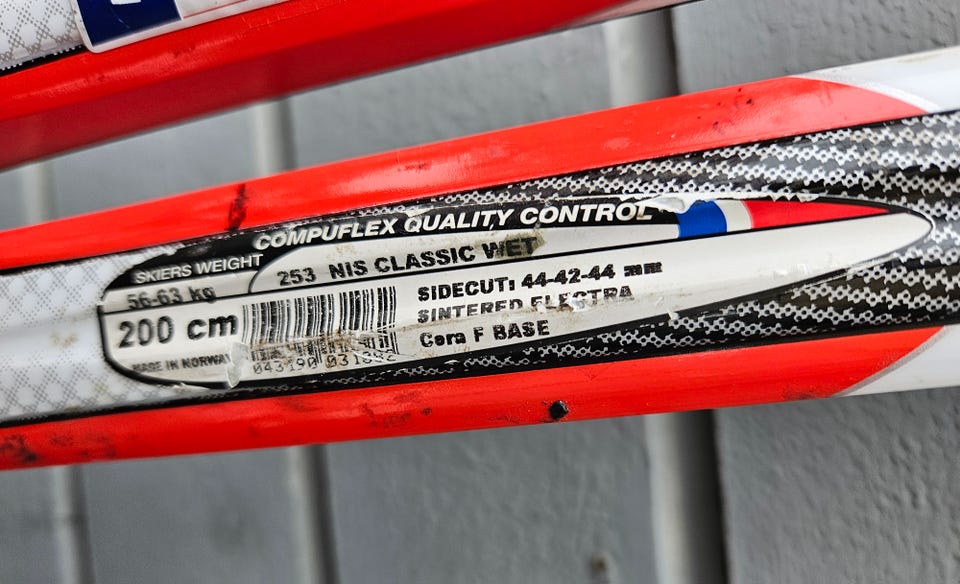 COMPUFLEX QUALITY CONTROL
SKIERS WEIGHT
56-63 kg
253 NIS CLASSIC WET
200 cm
SIDECUT: 44-42-44 mm
SINTERED ELECTRA
Cera F BASE
MADE IN NORWAY